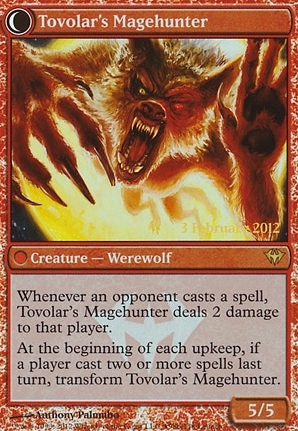 Tovolar's Magehunter
3 February 2012
Creature — Werewolf
Whenever an opponent casts a spell,
Tovolar's Magehunter deals 2 damage
to that player.
At the beginning of each upkeep, if
a player cast two or more spells last
turn, transform Tovolar's Magehunter.
5/5
Anthony Palumbo